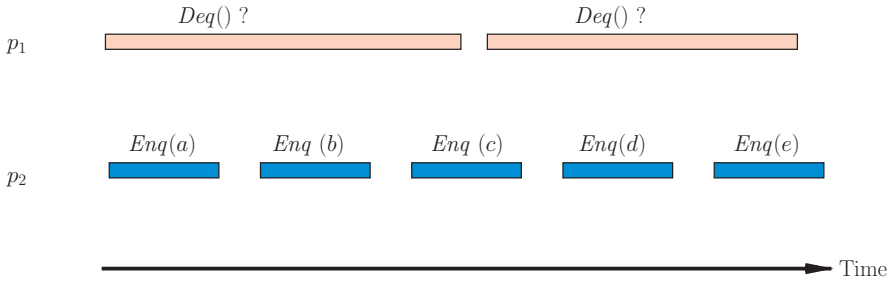 Deq() ? Deq() ?
p1
Enq(a) Enq (b) Enq (c) Enq(d) Enq(e)
p2
Time